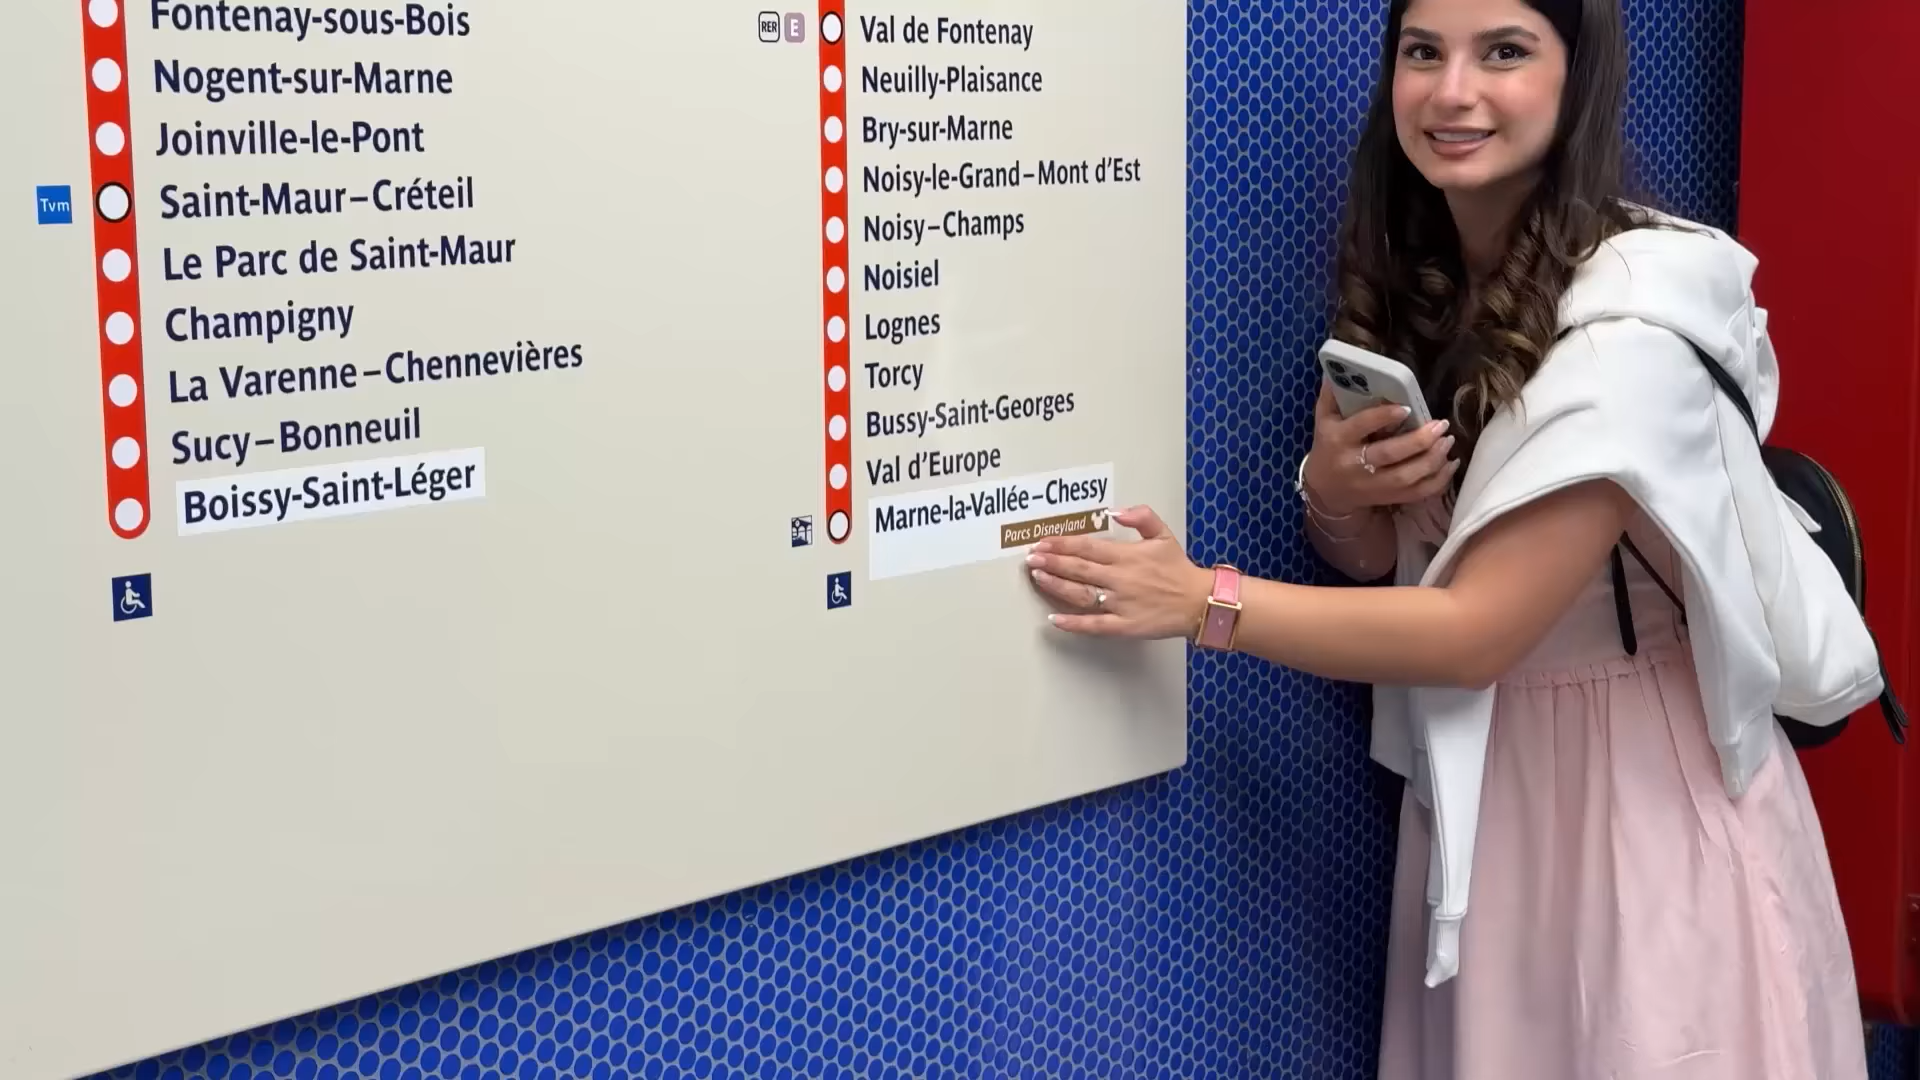 Fontenay-sous-Bois
Nogent-sur-Marne
Joinville-le-Pont
Tvm
Saint-Maur–Créteil
Le Parc de Saint-Maur
Champigny
La Varenne–Chennevières
Sucy–Bonneuil
Boissy-Saint-Léger
RER E
Val de Fontenay
Neuilly-Plaisance
Bry-sur-Marne
Noisy-le-Grand–Mont d'Est
Noisy–Champs
Noisiel
Lognes
Torcy
Bussy-Saint-Georges
Val d'Europe
Marne-la-Vallée–Chessy
Parcs Disneyland